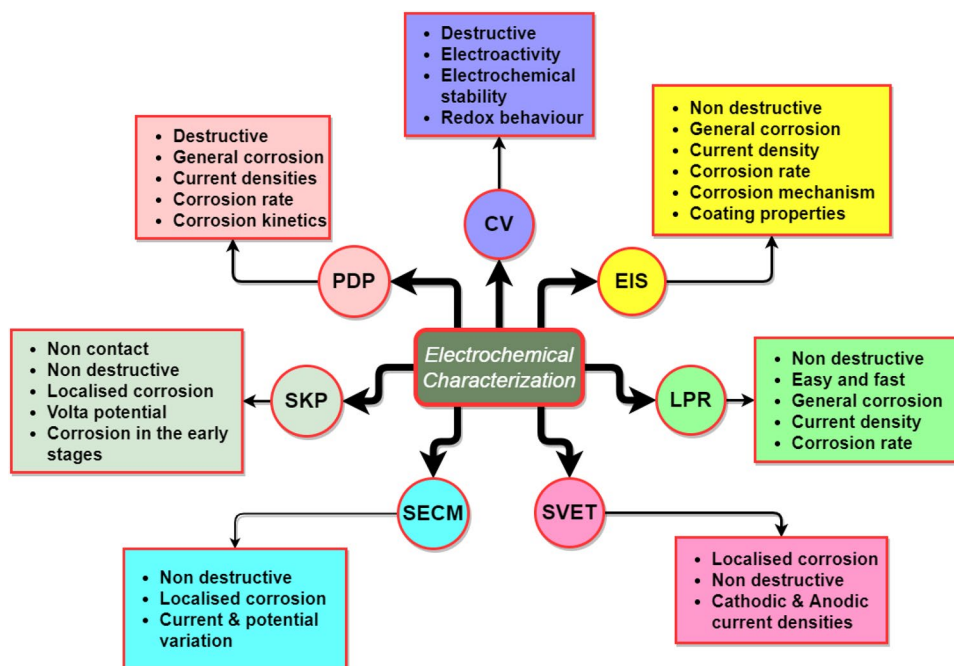 • Destructive
• Electroactivity
• Electrochemical
stability
• Redox behaviour
• Non destructive
• General corrosion
• Current density
• Corrosion rate
• Corrosion mechanism
• Coating properties
• Destructive
• General corrosion
• Current densities
• Corrosion rate
• Corrosion kinetics
CV
PDP
EIS
Electrochemical
Characterization
• Non contact
• Non destructive
• Localised corrosion
• Volta potential
• Corrosion in the early
stages
SKP
LPR
• Non destructive
• Easy and fast
• General corrosion
• Current density
• Corrosion rate
SECM
SVET
• Non destructive
• Localised corrosion
• Current & potential
variation
• Localised corrosion
• Non destructive
• Cathodic & Anodic
current densities